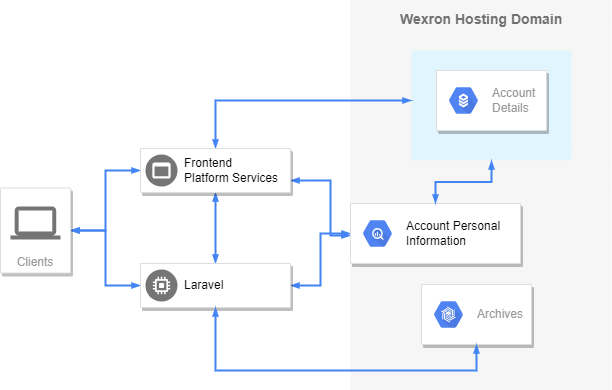 Wexron Hosting Domain
Account
Details
Frontend
Platform Services
Account Personal
Information
Clients
Laravel
Archives